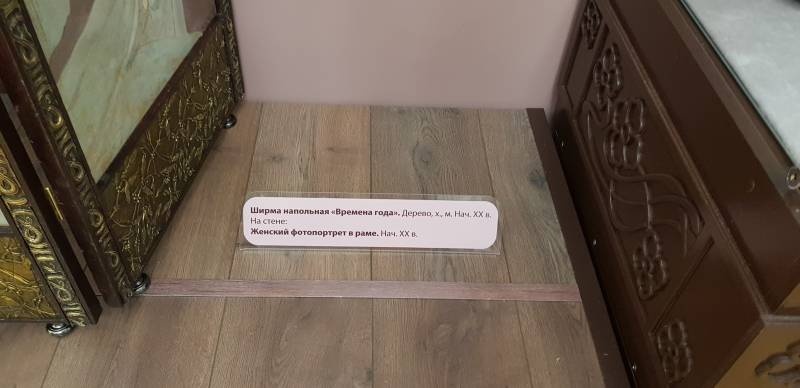 Ширма напольная «Времена года». Дерево, х., м. Нач. XX в.
На стене:
Женский фотопортрет в раме. Нач. XX в.